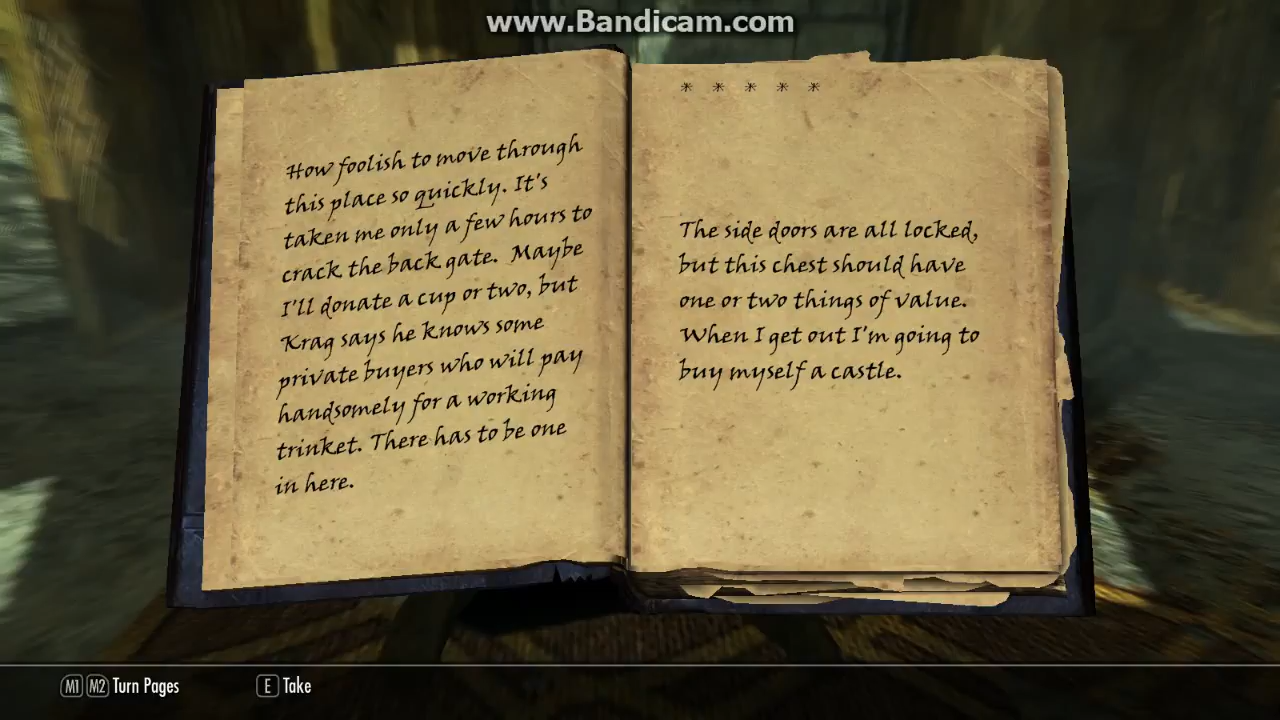 www.Bandicam.com
How foolish to move through
this place so quickly. It's
taken me only a few hours to
crack the back gate. Maybe
I'll donate a cup or two, but
Krag says he knows some
private buyers who will pay
handsomely for a working
trinket. There has to be one
in here.
* * * * *
The side doors are all locked,
but this chest should have
one or two things of value.
When I get out I'm going to
buy myself a castle.
M1 M2 Turn Pages E Take